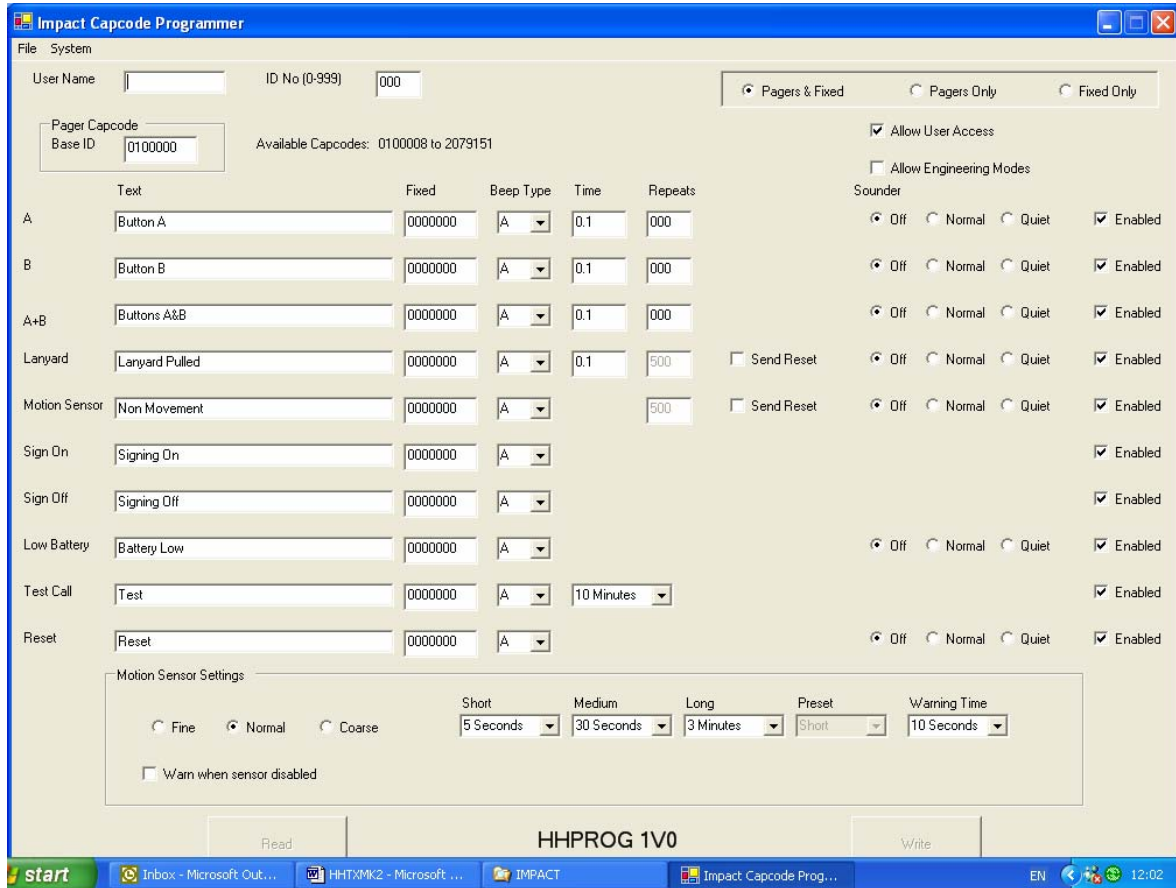 Impact Capcode Programmer
File System
User Name ID No (0-999) 000
Pagers & Fixed Pagers Only Fixed Only
Pager Capcode
Base ID 0100000 Available Capcodes: 0100008 to 2079151
Allow User Access
Allow Engineering Modes
Text Fixed Beep Type Time Repeats Sounder
A Button A 0000000 A 0.1 000 Off Normal Quiet Enabled
B Button B 0000000 A 0.1 000 Off Normal Quiet Enabled
A+B Buttons A&B 0000000 A 0.1 000 Off Normal Quiet Enabled
Lanyard Lanyard Pulled 0000000 A 0.1 500 Send Reset Off Normal Quiet Enabled
Motion Sensor Non Movement 0000000 A 500 Send Reset Off Normal Quiet Enabled
Sign On Signing On 0000000 A Enabled
Sign Off Signing Off 0000000 A Enabled
Low Battery Battery Low 0000000 A Off Normal Quiet Enabled
Test Call Test 0000000 A 10 Minutes Enabled
Reset Reset 0000000 A Off Normal Quiet Enabled
Motion Sensor Settings
Short Medium Long Preset Warning Time
Fine Normal Coarse 5 Seconds 30 Seconds 3 Minutes Short 10 Seconds
Warn when sensor disabled
Read HHPROG 1V0 Write
start Inbox - Microsoft Out... HHTXMK2 - Microsoft ... IMPACT Impact Capcode Prog... EN 12:02